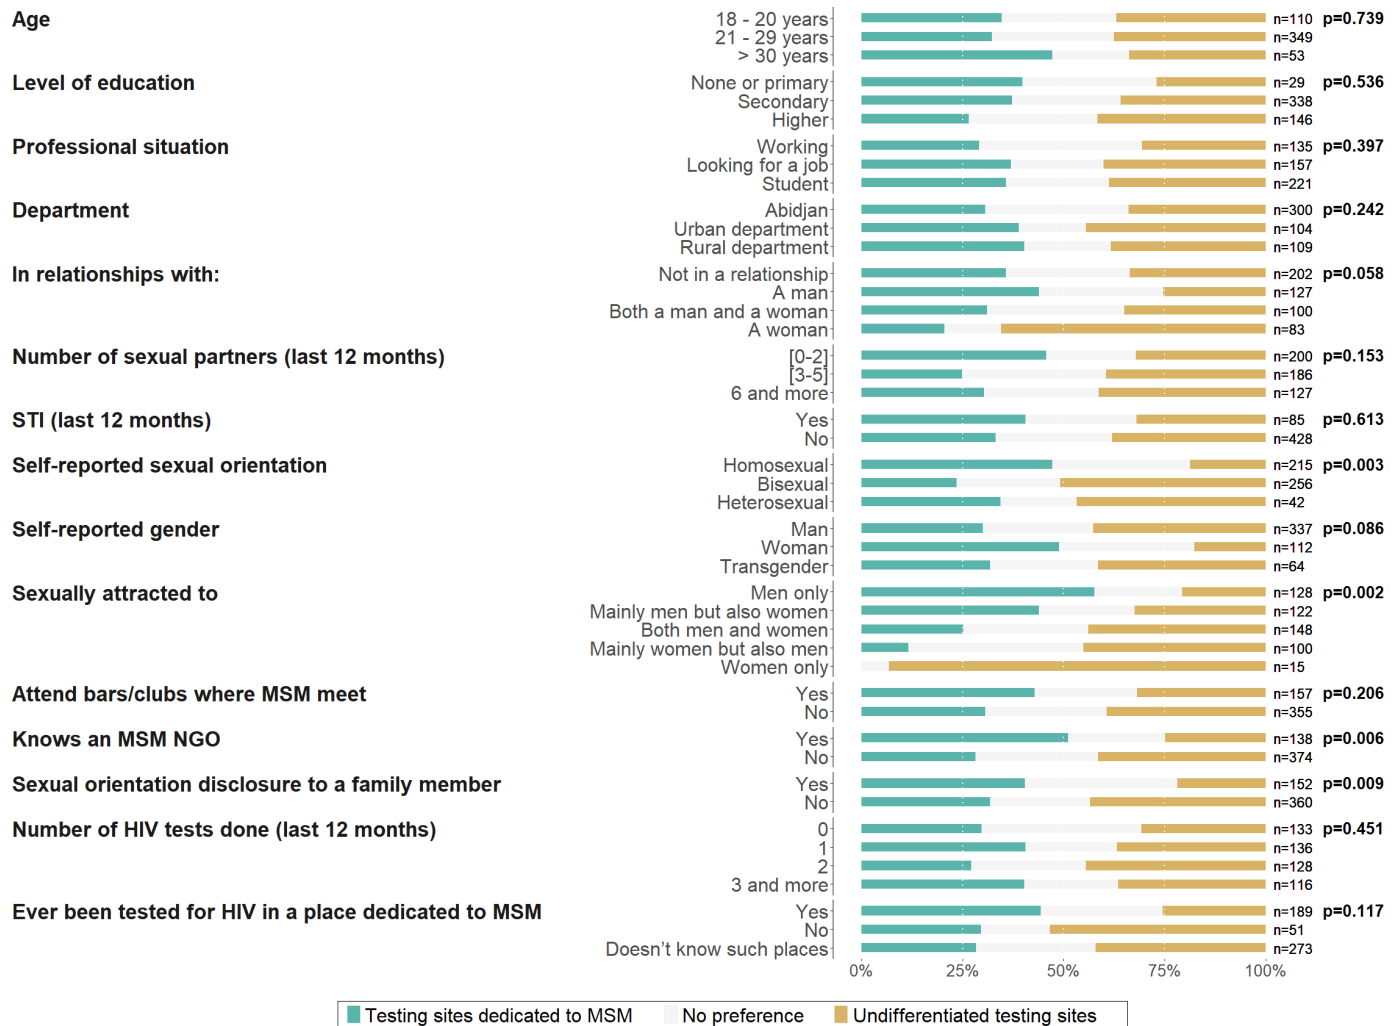 Age
18 - 20 years n=110 p=0.739
21 - 29 years n=349
> 30 years n=53
Level of education
None or primary n=29 p=0.536
Secondary n=338
Higher n=146
Professional situation
Working n=135 p=0.397
Looking for a job n=157
Student n=221
Department
Abidjan n=300 p=0.242
Urban department n=104
Rural department n=109
In relationships with:
Not in a relationship n=202 p=0.058
A man n=127
Both a man and a woman n=100
A woman n=83
Number of sexual partners (last 12 months)
[0-2] n=200 p=0.153
[3-5] n=186
6 and more n=127
STI (last 12 months)
Yes n=85 p=0.613
No n=428
Self-reported sexual orientation
Homosexual n=215 p=0.003
Bisexual n=256
Heterosexual n=42
Self-reported gender
Man n=337 p=0.086
Woman n=112
Transgender n=64
Sexually attracted to
Men only n=128 p=0.002
Mainly men but also women n=122
Both men and women n=148
Mainly women but also men n=100
Women only n=15
Attend bars/clubs where MSM meet
Yes n=157 p=0.206
No n=355
Knows an MSM NGO
Yes n=138 p=0.006
No n=374
Sexual orientation disclosure to a family member
Yes n=152 p=0.009
No n=360
Number of HIV tests done (last 12 months)
0 n=133 p=0.451
1 n=136
2 n=128
3 and more n=116
Ever been tested for HIV in a place dedicated to MSM
Yes n=189 p=0.117
No n=51
Doesn't know such places n=273
0% 25% 50% 75% 100%
Testing sites dedicated to MSM No preference Undifferentiated testing sites